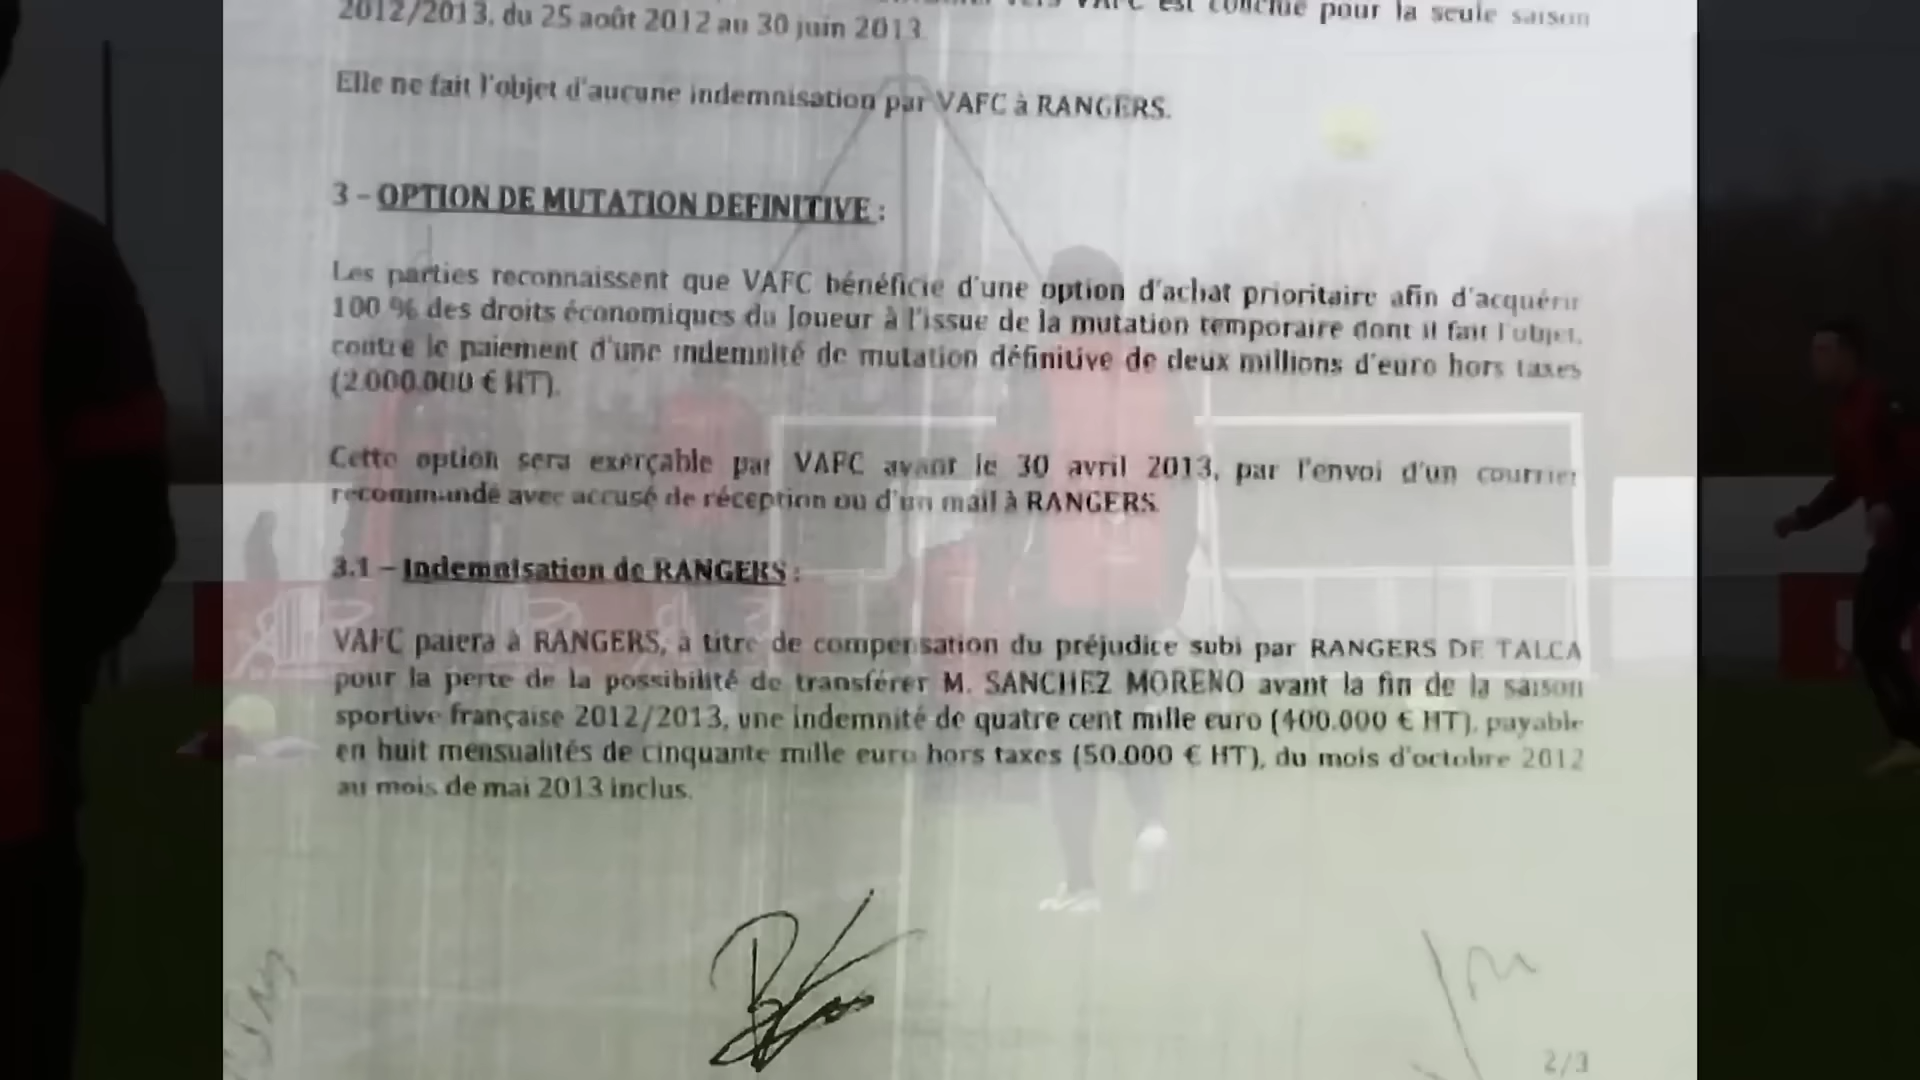 VAFC est conclue pour la seule saison
2012/2013, du 25 août 2012 au 30 juin 2013.
Elle ne fait l'objet d'aucune indemnisation par VAFC à RANGERS.
3 – OPTION DE MUTATION DEFINITIVE :
Les parties reconnaissent que VAFC bénéficie d'une option d'achat prioritaire afin d'acquérir
100 % des droits économiques du Joueur à l'issue de la mutation temporaire dont il fait l'objet,
contre le paiement d'une indemnité de mutation définitive de deux millions d'euro hors taxes
(2.000.000 € HT).
Cette option sera exerçable par VAFC avant le 30 avril 2013, par l'envoi d'un courrier
recommandé avec accusé de réception ou d'un mail à RANGERS.
3.1 – Indemnisation de RANGERS :
VAFC paiera à RANGERS, à titre de compensation du préjudice subi par RANGERS DE TALCA
pour la perte de la possibilité de transférer M. SANCHEZ MORENO avant la fin de la saison
sportive française 2012/2013, une indemnité de quatre cent mille euro (400.000 € HT), payable
en huit mensualités de cinquante mille euro hors taxes (50.000 € HT), du mois d'octobre 2012
au mois de mai 2013 inclus.
2/3